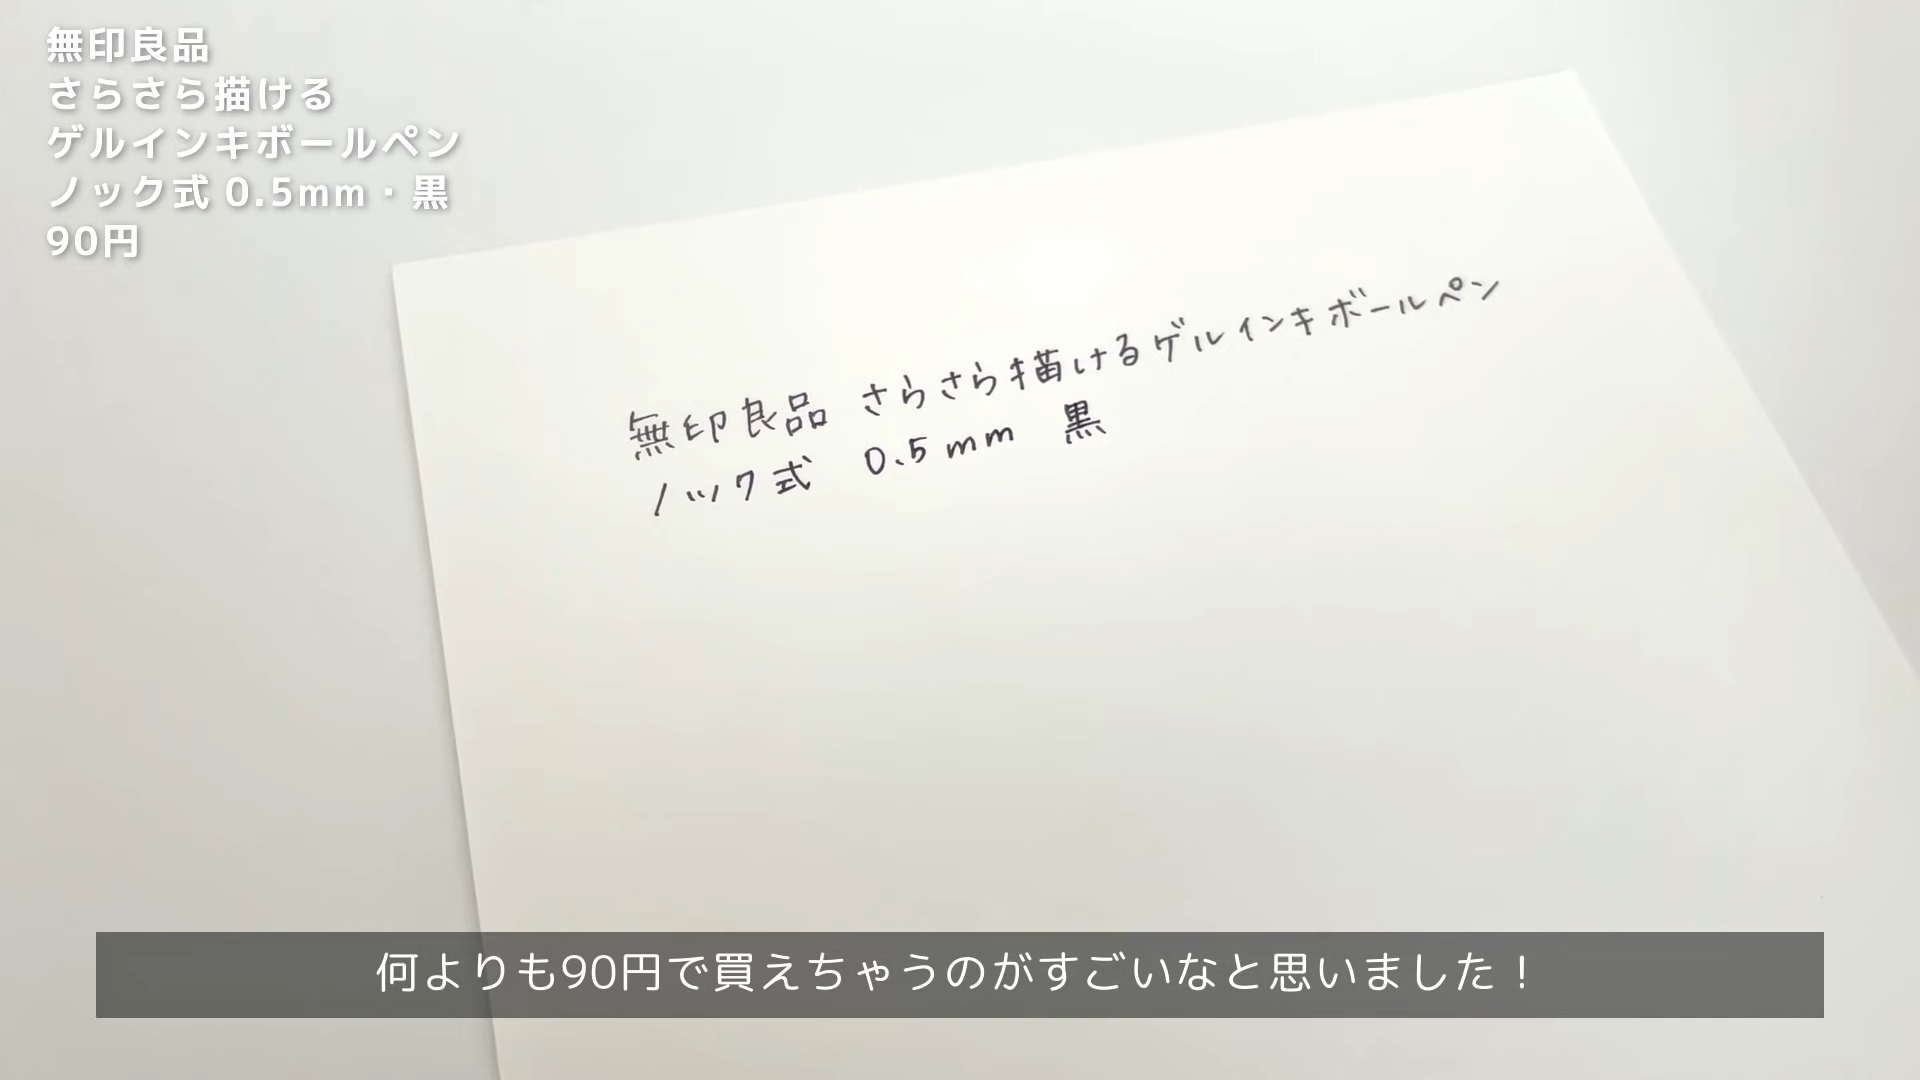 無印良品
さらさら描ける
ゲルインキボールペン
ノック式 0.5mm・黒
90円
無印良品 さらさら描けるゲルインキボールペン
ノック式 0.5mm 黒
何よりも90円で買えちゃうのがすごいなと思いました！